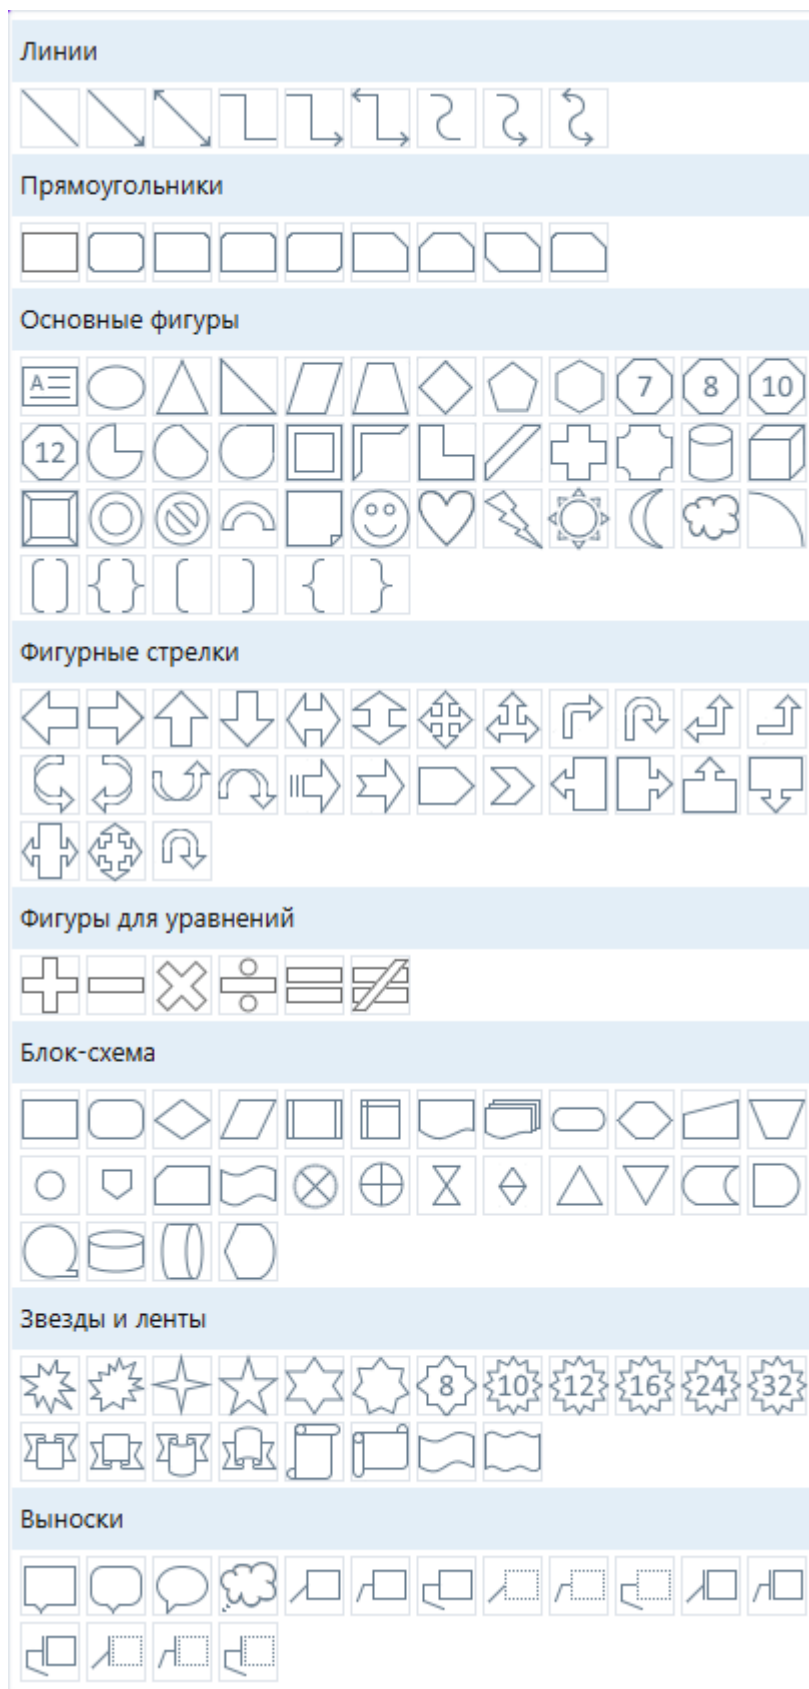 Линии
Прямоугольники
Основные фигуры
A 7 8 10
12
Фигурные стрелки
Фигуры для уравнений
Блок-схема
Звезды и ленты
8 10 12 16 24 32
Выноски